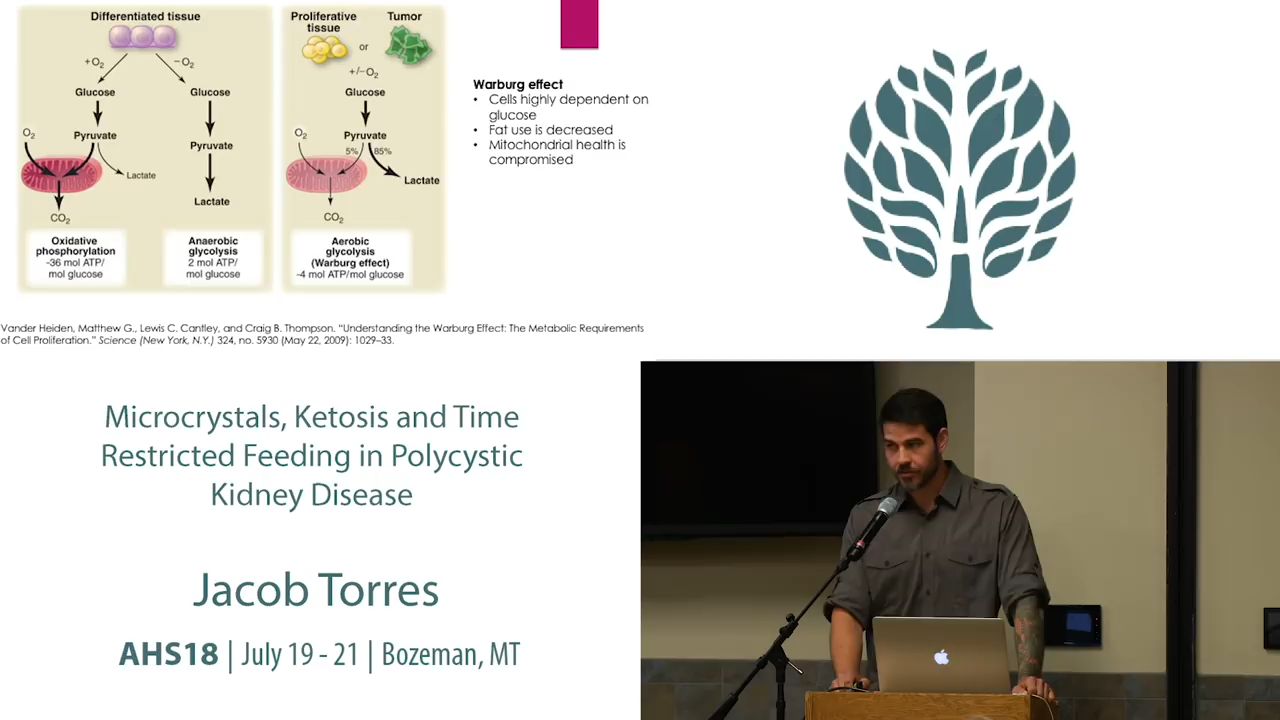 Differentiated tissue
+O2
−O2
Glucose
Glucose
O2
Pyruvate
Pyruvate
Lactate
Lactate
CO2
Oxidative
phosphorylation
~36 mol ATP/
mol glucose
Anaerobic
glycolysis
2 mol ATP/
mol glucose
Proliferative
tissue
Tumor
or
+/−O2
Glucose
O2
Pyruvate
5%
85%
Lactate
CO2
Aerobic
glycolysis
(Warburg effect)
~4 mol ATP/mol glucose
Warburg effect
• Cells highly dependent on
glucose
• Fat use is decreased
• Mitochondrial health is
compromised
Vander Heiden, Matthew G., Lewis C. Cantley, and Craig B. Thompson. “Understanding the Warburg Effect: The Metabolic Requirements
of Cell Proliferation.” Science (New York, N.Y.) 324, no. 5930 (May 22, 2009): 1029–33.
Microcrystals, Ketosis and Time
Restricted Feeding in Polycystic
Kidney Disease
Jacob Torres
AHS18 | July 19 - 21 | Bozeman, MT